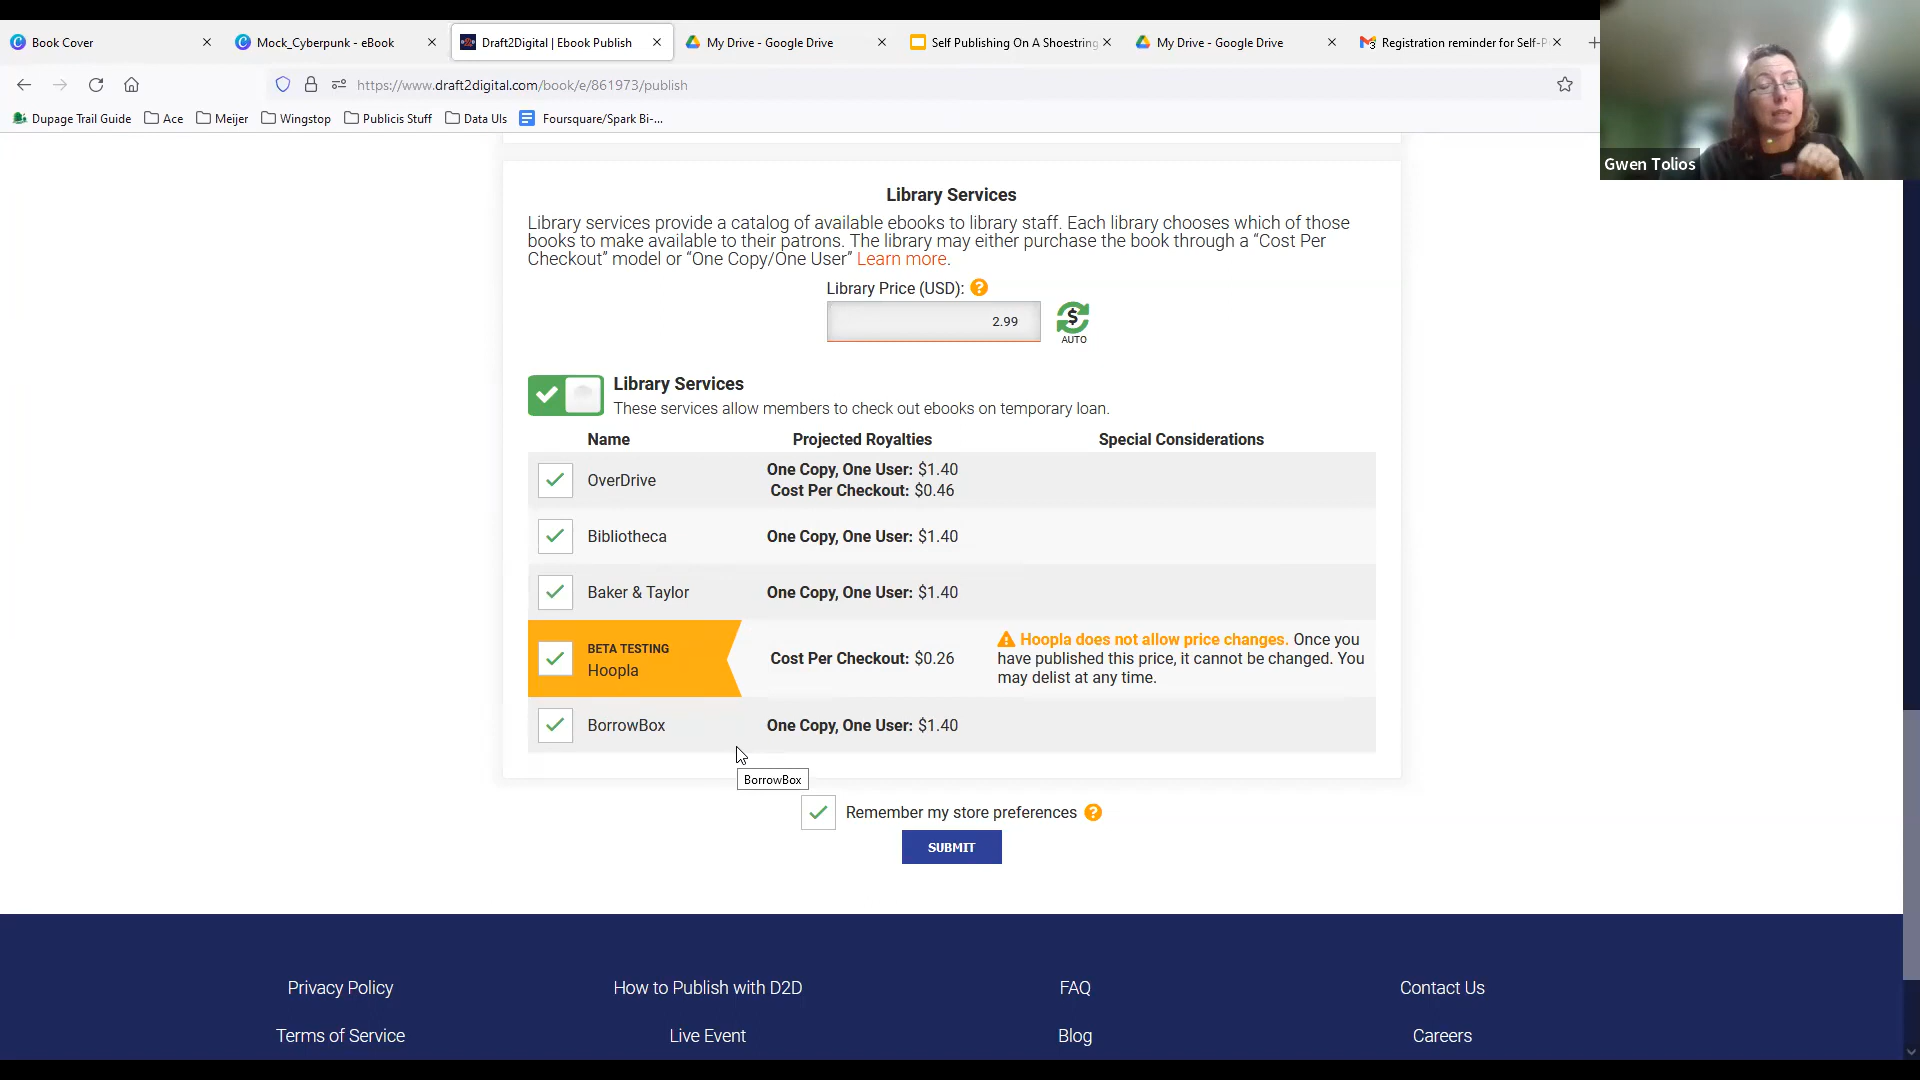 Book Cover
Mock_Cyberpunk - eBook
Draft2Digital | Ebook Publish
My Drive - Google Drive
Self Publishing On A Shoestring
My Drive - Google Drive
Registration reminder for Self-P
https://www.draft2digital.com/book/e/861973/publish
Dupage Trail Guide
Ace
Meijer
Wingstop
Publicis Stuff
Data UIs
Foursquare/Spark Bi-...
Gwen Tolios
Library Services
Library services provide a catalog of available ebooks to library staff. Each library chooses which of those
books to make available to their patrons. The library may either purchase the book through a “Cost Per
Checkout” model or “One Copy/One User” Learn more.
Library Price (USD): ?
2.99
$
AUTO
Library Services
These services allow members to check out ebooks on temporary loan.
Name Projected Royalties Special Considerations
OverDrive
One Copy, One User: $1.40
Cost Per Checkout: $0.46
Bibliotheca One Copy, One User: $1.40
Baker & Taylor One Copy, One User: $1.40
BETA TESTING
Hoopla
Cost Per Checkout: $0.26
Hoopla does not allow price changes. Once you
have published this price, it cannot be changed. You
may delist at any time.
BorrowBox One Copy, One User: $1.40
BorrowBox
Remember my store preferences ?
SUBMIT
Privacy Policy How to Publish with D2D FAQ Contact Us
Terms of Service Live Event Blog Careers